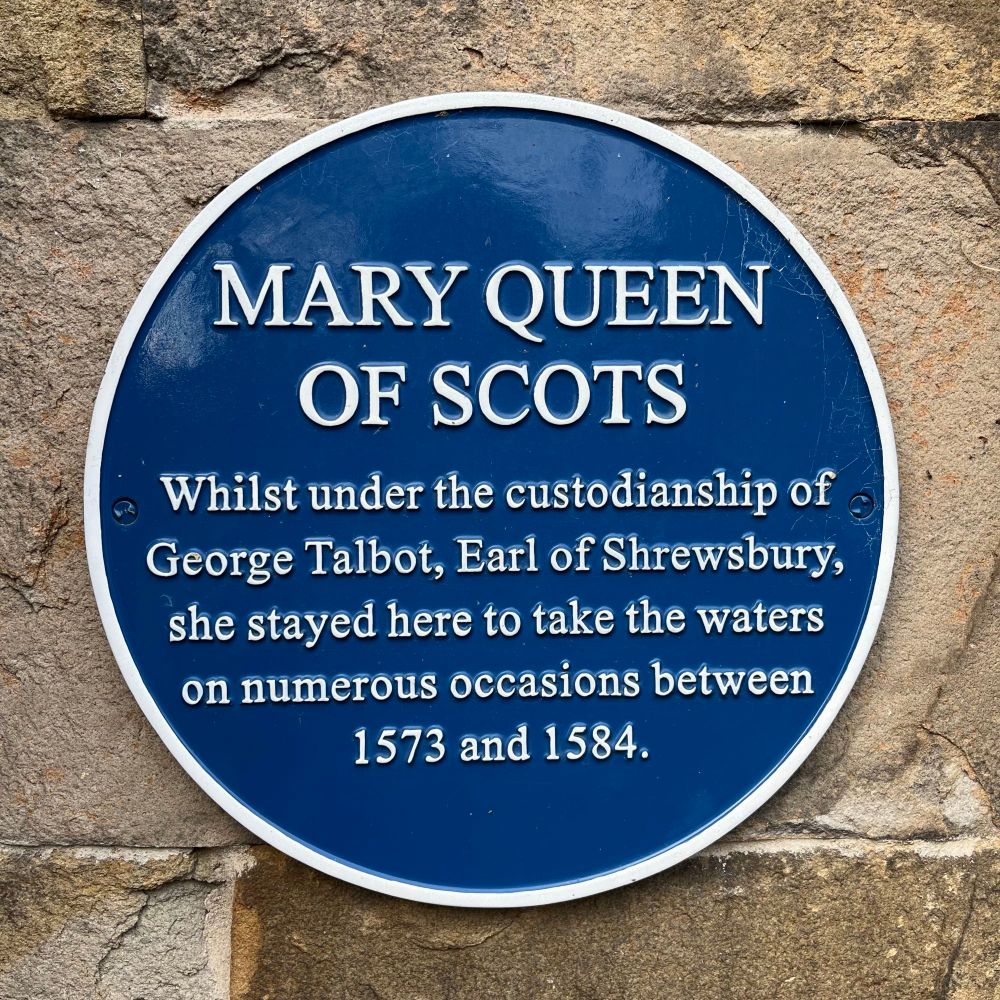 MARY QUEEN
OF SCOTS
Whilst under the custodianship of
George Talbot, Earl of Shrewsbury,
she stayed here to take the waters
on numerous occasions between
1573 and 1584.